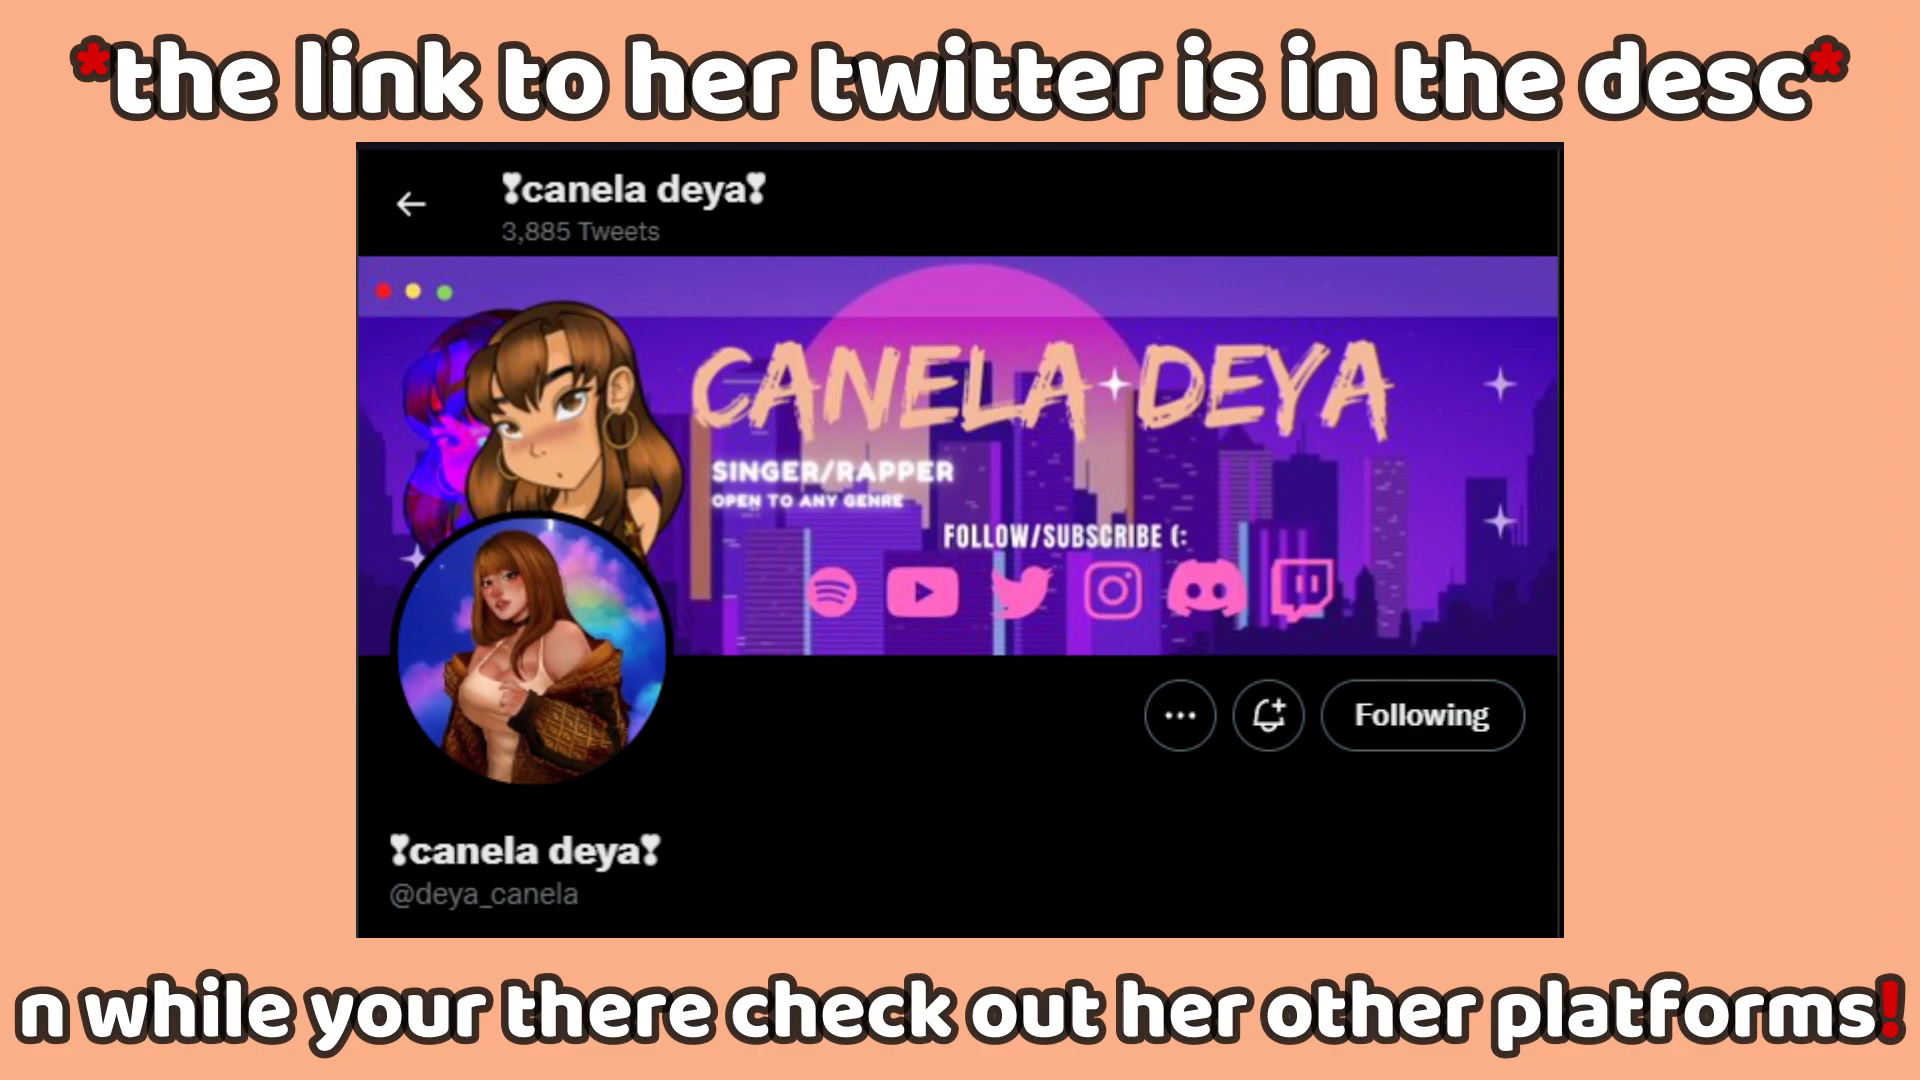 *the link to her twitter is in the desc*
❣canela deya❣
3,885 Tweets
CANELA DEYA
SINGER/RAPPER
OPEN TO ANY GENRE
FOLLOW/SUBSCRIBE (:
Following
❣canela deya❣
@deya_canela
n while your there check out her other platforms!